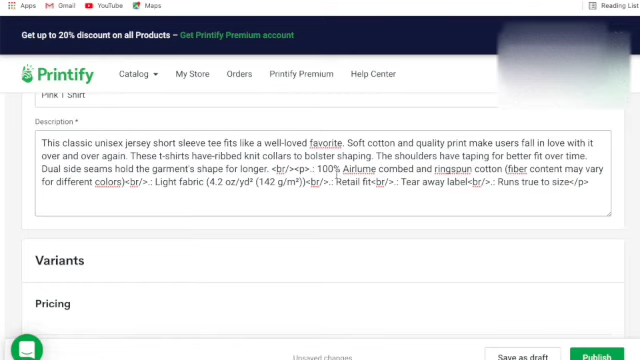 Apps Gmail YouTube Maps Reading List
Get up to 20% discount on all Products – Get Printify Premium account
Printify Catalog My Store Orders Printify Premium Help Center
Pink T Shirt
Description *
This classic unisex jersey short sleeve tee fits like a well-loved favorite. Soft cotton and quality print make users fall in love with it
over and over again. These t-shirts have-ribbed knit collars to bolster shaping. The shoulders have taping for better fit over time.
Dual side seams hold the garment's shape for longer. <br/><p>.: 100% Airlume combed and ringspun cotton (fiber content may vary
for different colors)<br/>.: Light fabric (4.2 oz/yd² (142 g/m²))<br/>.: Retail fit<br/>.: Tear away label<br/>.: Runs true to size</p>
Variants
Pricing
Unsaved changes Save as draft Publish